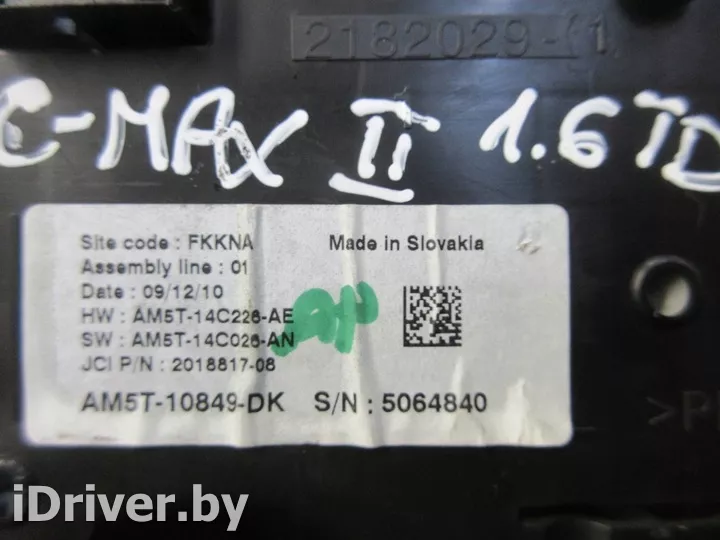 2182029-(1
C-MAX II 1.6TD
Site code : FKKNA
Made in Slovakia
Assembly line : 01
Date : 09/12/10
HW : AM5T-14C226-AE
SW : AM5T-14C026-AN
JCI P/N : 2018817-08
AM5T-10849-DK S/N : 5064840
>P
iDriver.by